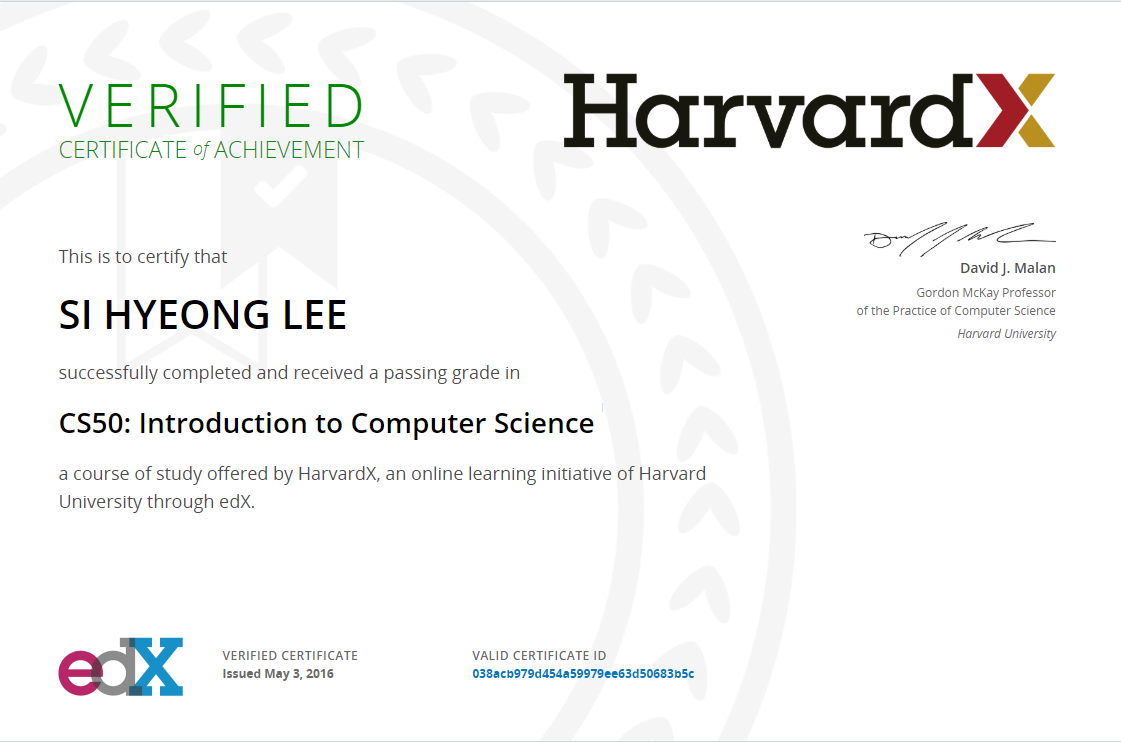 VERIFIED
CERTIFICATE of ACHIEVEMENT
HarvardX
This is to certify that
SI HYEONG LEE
successfully completed and received a passing grade in
CS50: Introduction to Computer Science
a course of study offered by HarvardX, an online learning initiative of Harvard
University through edX.
David J. Malan
Gordon McKay Professor
of the Practice of Computer Science
Harvard University
edX
VERIFIED CERTIFICATE
Issued May 3, 2016
VALID CERTIFICATE ID
038acb979d454a59979ee63d50683b5c